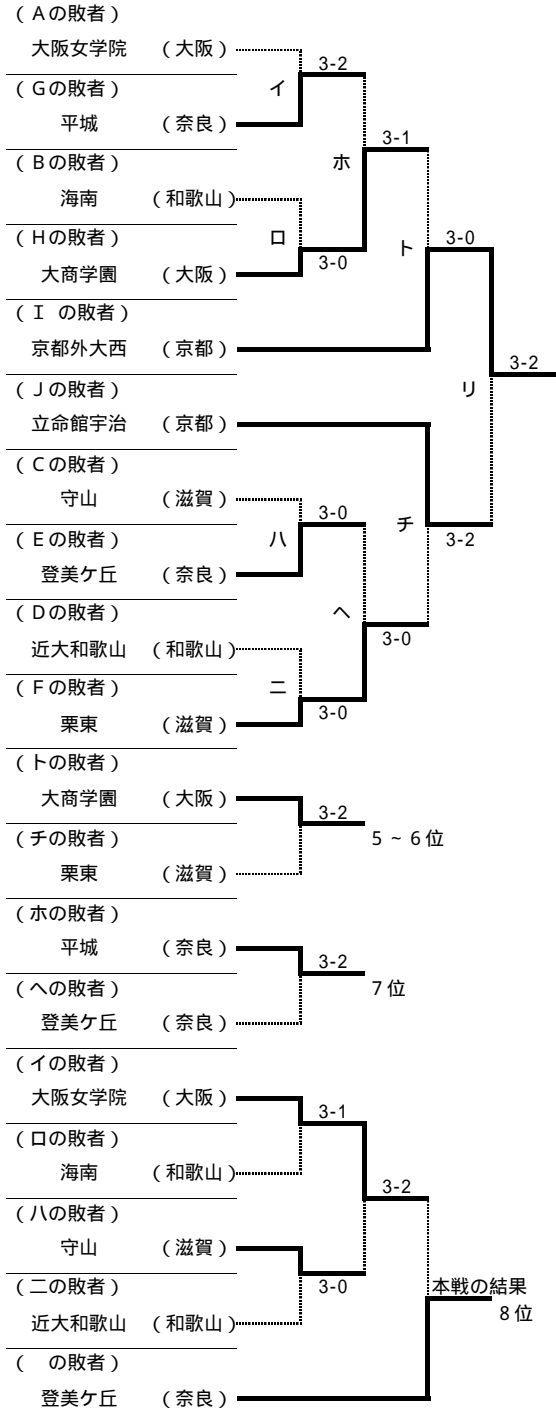 (Ａの敗者)
大阪女学院 (大阪)
3-2
(Ｇの敗者)
イ
平城 (奈良)
3-1
(Ｂの敗者)
ホ
海南 (和歌山)
(Ｈの敗者)
ロ
ト
3-0
3-0
大商学園 (大阪)
(Ｉ の敗者)
京都外大西 (京都)
3-2
(Ｊの敗者)
リ
立命館宇治 (京都)
(Ｃの敗者)
守山 (滋賀)
3-0
チ
(Ｅの敗者)
ハ
3-2
登美ケ丘 (奈良)
(Ｄの敗者)
ヘ
近大和歌山 (和歌山)
3-0
(Ｆの敗者)
ニ
3-0
栗東 (滋賀)
(トの敗者)
大商学園 (大阪)
3-2
(チの敗者)
5 ~ 6 位
栗東 (滋賀)
(ホの敗者)
平城 (奈良)
3-2
(ヘの敗者)
7 位
登美ケ丘 (奈良)
(イの敗者)
大阪女学院 (大阪)
3-1
(ロの敗者)
海南 (和歌山)
3-2
(ハの敗者)
守山 (滋賀)
(ニの敗者)
3-0
本戦の結果
8 位
近大和歌山 (和歌山)
(　の敗者)
登美ケ丘 (奈良)